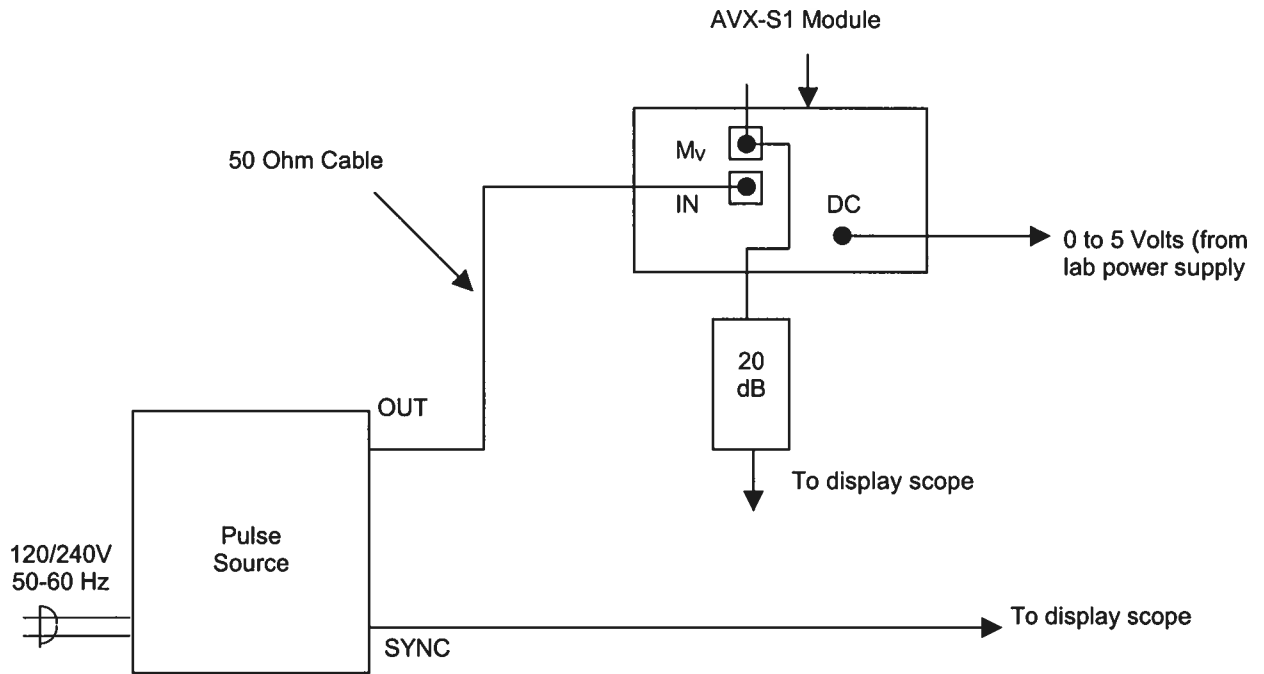 AVX-S1 Module
50 Ohm Cable
Mv
IN
DC
0 to 5 Volts (from
lab power supply
20
dB
OUT
To display scope
Pulse
Source
120/240V
50-60 Hz
To display scope
SYNC